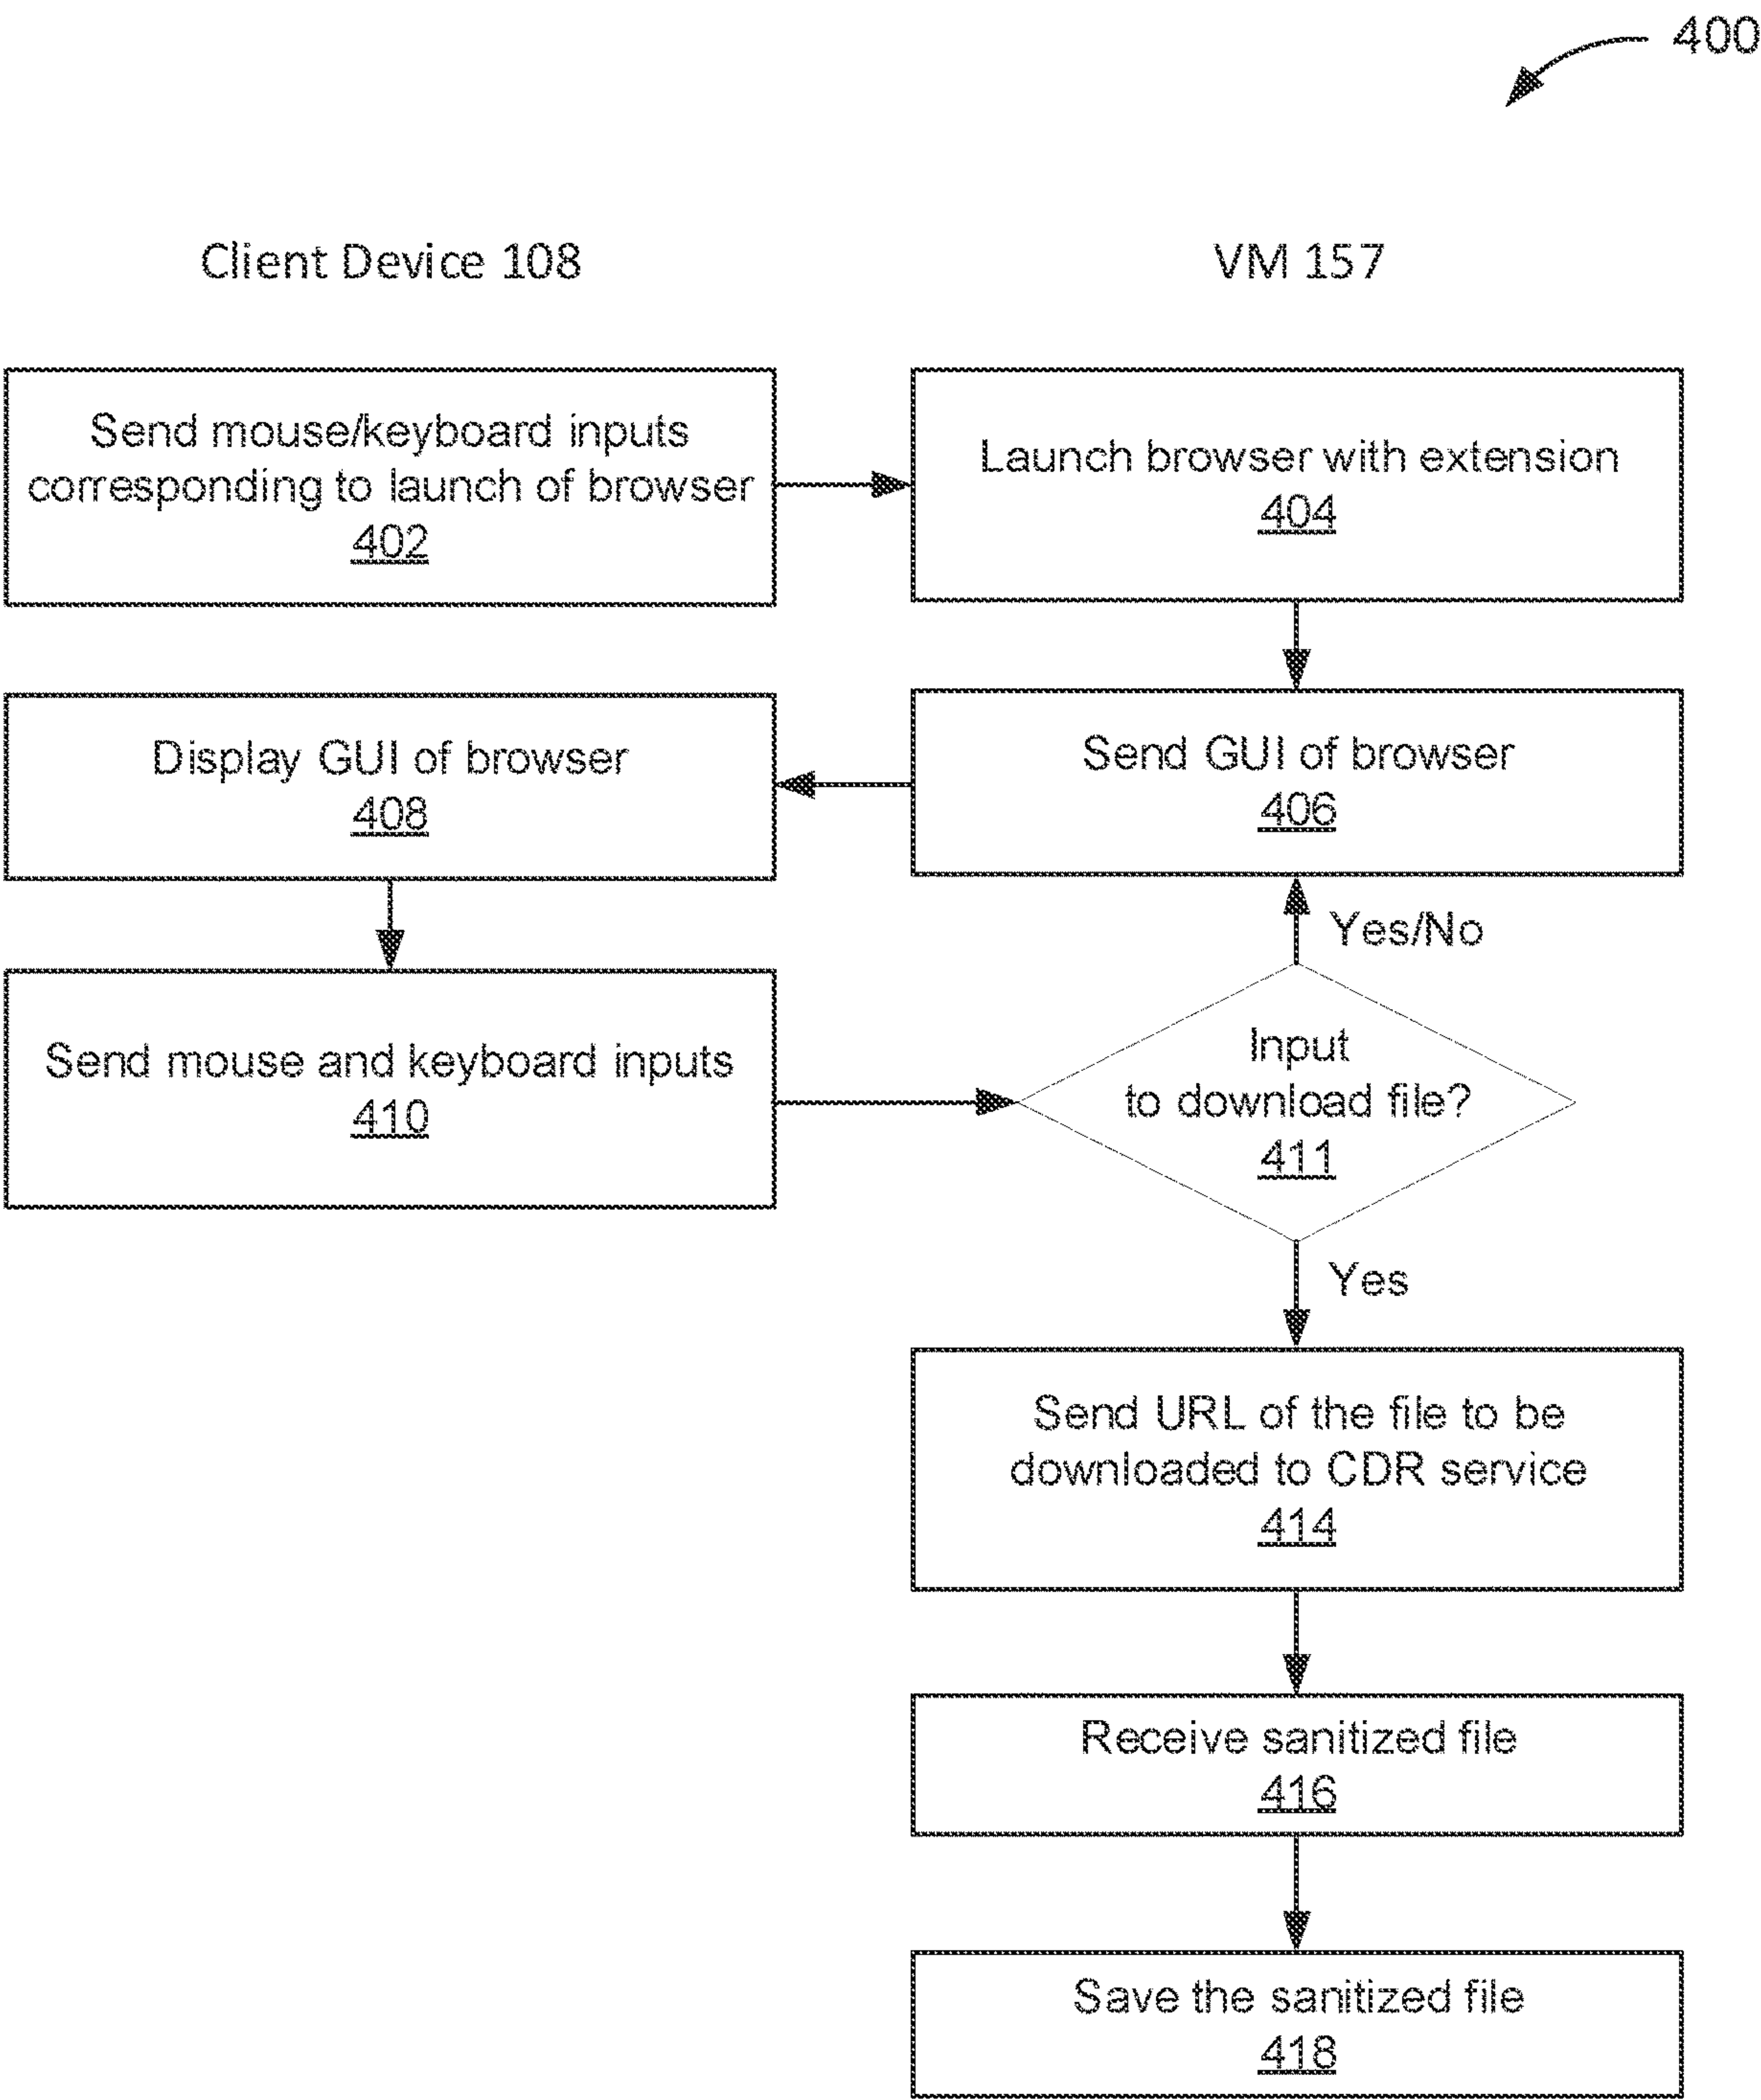 400
Client Device 108
VM 157
Send mouse/keyboard inputs
corresponding to launch of browser
402
Launch browser with extension
404
Send GUI of browser
406
Display GUI of browser
408
Yes/No
Send mouse and keyboard inputs
410
Input
to download file?
411
Yes
Send URL of the file to be
downloaded to CDR service
414
Receive sanitized file
416
Save the sanitized file
418